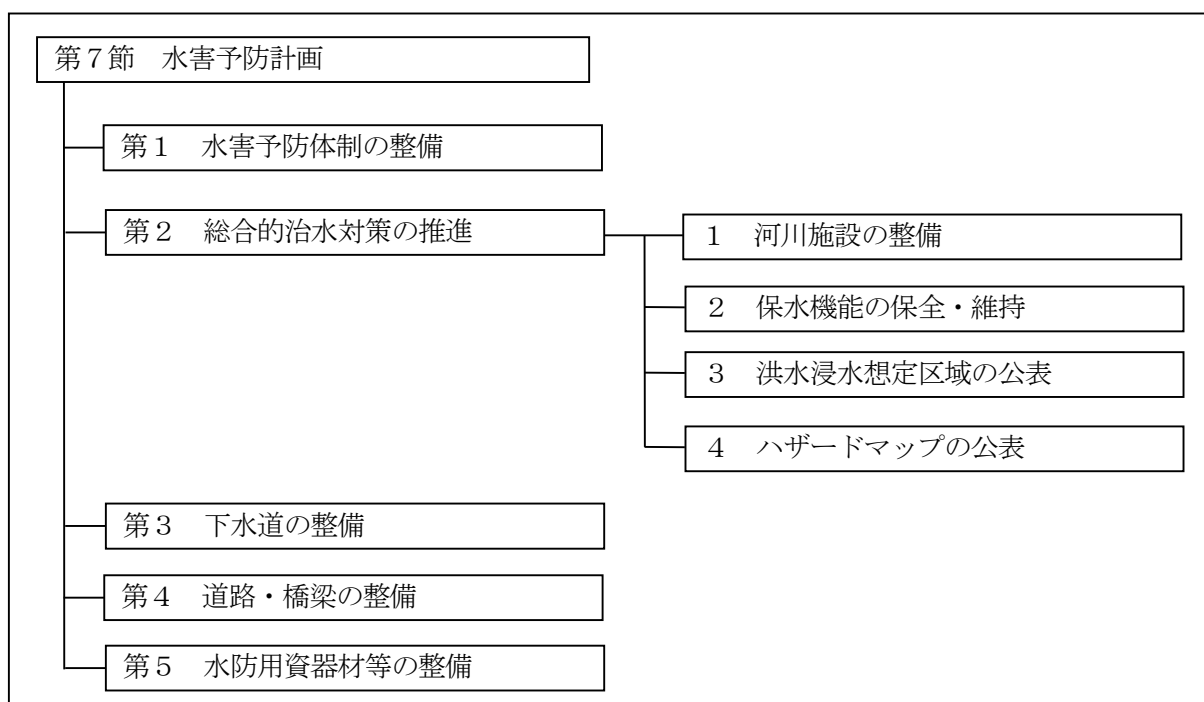 第７節　水害予防計画
第１　水害予防体制の整備
第２　総合的治水対策の推進
１　河川施設の整備
２　保水機能の保全・維持
３　洪水浸水想定区域の公表
４　ハザードマップの公表
第３　下水道の整備
第４　道路・橋梁の整備
第５　水防用資器材等の整備